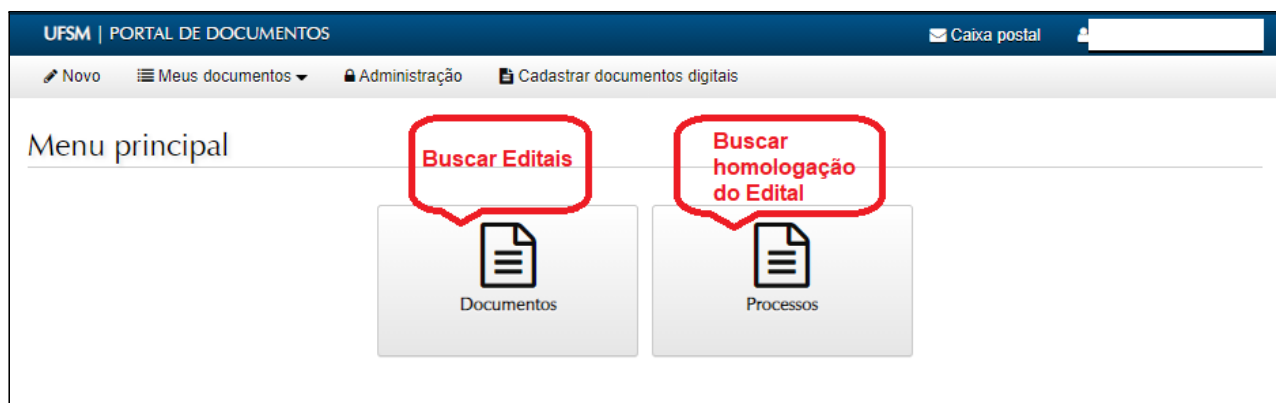 UFSM | PORTAL DE DOCUMENTOS
Caixa postal
Novo
Meus documentos
Administração
Cadastrar documentos digitais
Menu principal
Buscar Editais
Buscar
homologação
do Edital
Documentos
Processos